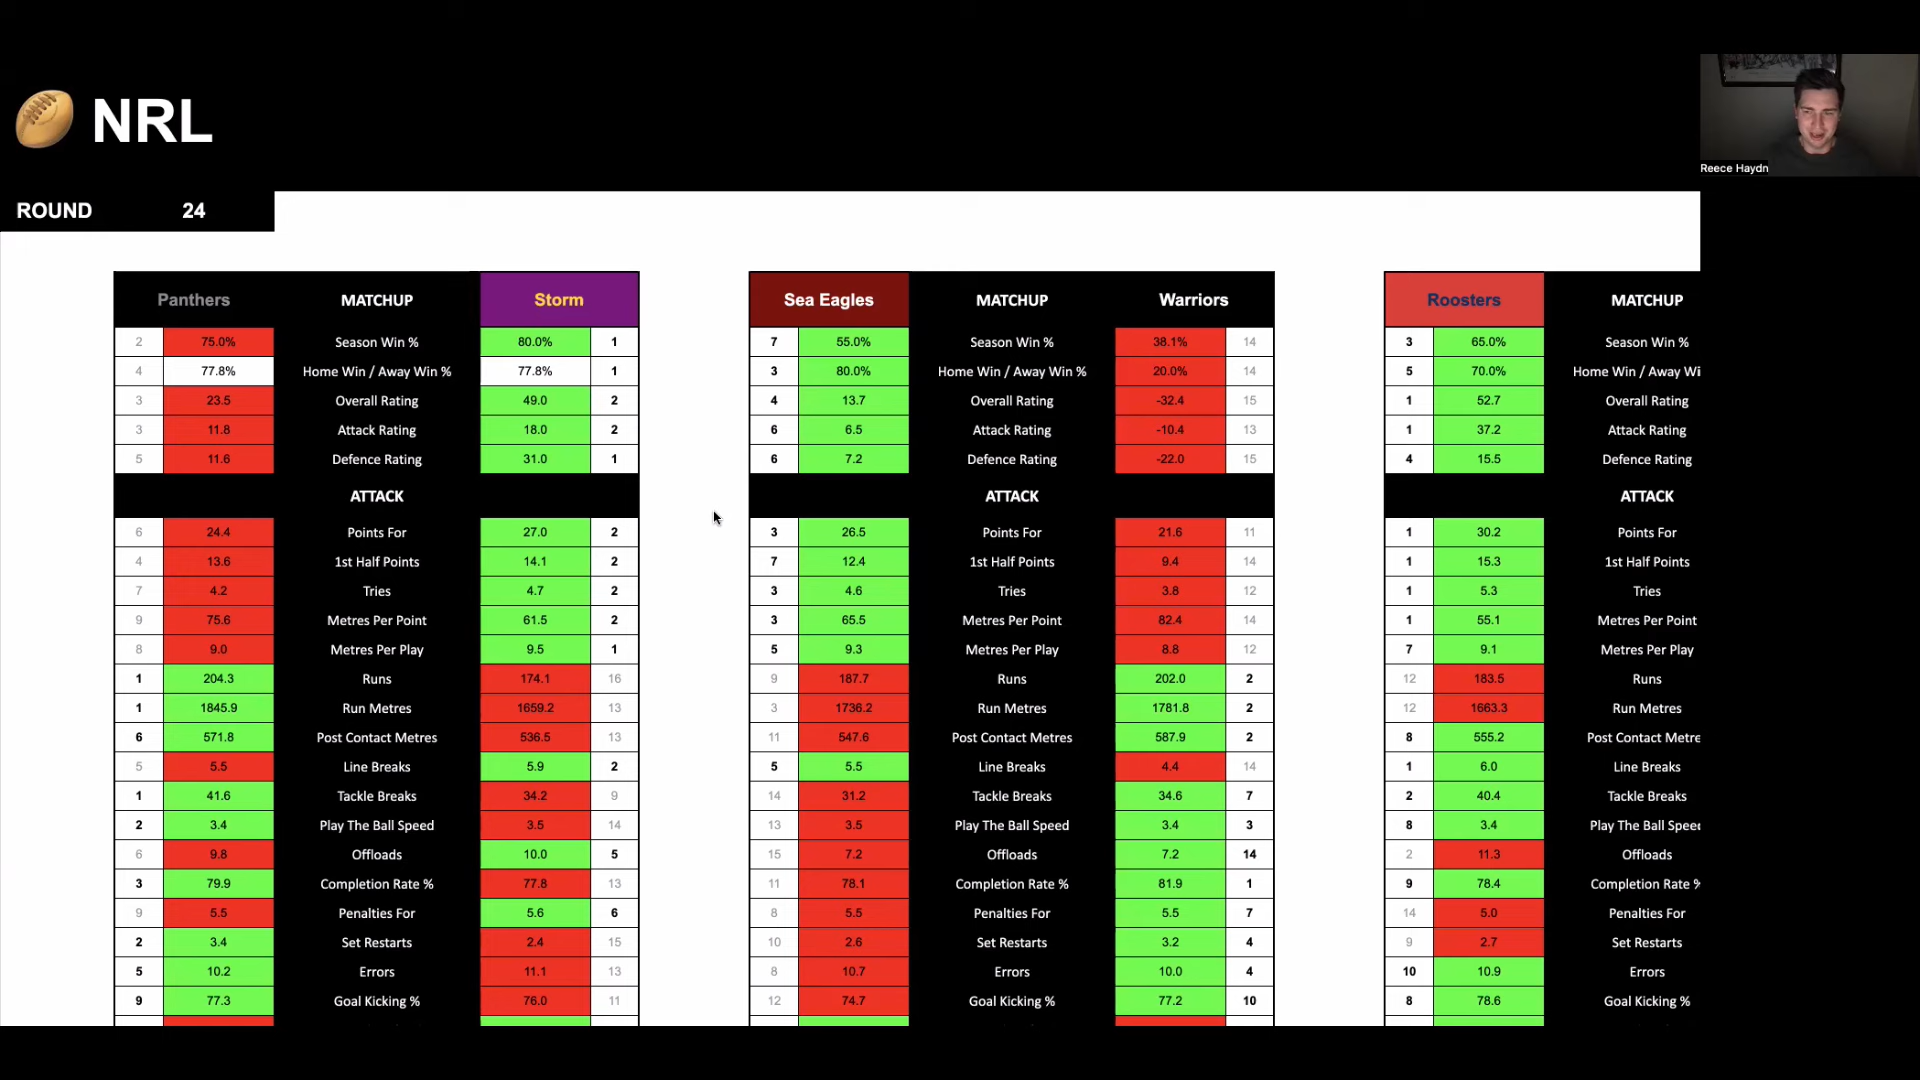 NRL
Reece Haydn
ROUND 24
Panthers MATCHUP Storm Sea Eagles MATCHUP Warriors Roosters MATCHUP
2 75.0% Season Win % 80.0% 1 7 55.0% Season Win % 38.1% 14 3 65.0% Season Win %
4 77.8% Home Win / Away Win % 77.8% 1 3 80.0% Home Win / Away Win % 20.0% 14 5 70.0% Home Win / Away Wi
3 23.5 Overall Rating 49.0 2 4 13.7 Overall Rating -32.4 15 1 52.7 Overall Rating
3 11.8 Attack Rating 18.0 2 6 6.5 Attack Rating -10.4 13 1 37.2 Attack Rating
5 11.6 Defence Rating 31.0 1 6 7.2 Defence Rating -22.0 15 4 15.5 Defence Rating
ATTACK ATTACK ATTACK
6 24.4 Points For 27.0 2 3 26.5 Points For 21.6 11 1 30.2 Points For
4 13.6 1st Half Points 14.1 2 7 12.4 1st Half Points 9.4 14 1 15.3 1st Half Points
7 4.2 Tries 4.7 2 3 4.6 Tries 3.8 12 1 5.3 Tries
9 75.6 Metres Per Point 61.5 2 3 65.5 Metres Per Point 82.4 14 1 55.1 Metres Per Point
8 9.0 Metres Per Play 9.5 1 5 9.3 Metres Per Play 8.8 12 7 9.1 Metres Per Play
1 204.3 Runs 174.1 16 9 187.7 Runs 202.0 2 12 183.5 Runs
1 1845.9 Run Metres 1659.2 13 3 1736.2 Run Metres 1781.8 2 12 1663.3 Run Metres
6 571.8 Post Contact Metres 536.5 13 11 547.6 Post Contact Metres 587.9 2 8 555.2 Post Contact Metre
5 5.5 Line Breaks 5.9 2 5 5.5 Line Breaks 4.4 14 1 6.0 Line Breaks
1 41.6 Tackle Breaks 34.2 9 14 31.2 Tackle Breaks 34.6 7 2 40.4 Tackle Breaks
2 3.4 Play The Ball Speed 3.5 14 13 3.5 Play The Ball Speed 3.4 3 8 3.4 Play The Ball Speed
6 9.8 Offloads 10.0 5 15 7.2 Offloads 7.2 14 2 11.3 Offloads
3 79.9 Completion Rate % 77.8 13 11 78.1 Completion Rate % 81.9 1 9 78.4 Completion Rate %
9 5.5 Penalties For 5.6 6 8 5.5 Penalties For 5.5 7 14 5.0 Penalties For
2 3.4 Set Restarts 2.4 15 10 2.6 Set Restarts 3.2 4 9 2.7 Set Restarts
5 10.2 Errors 11.1 13 8 10.7 Errors 10.0 4 10 10.9 Errors
9 77.3 Goal Kicking % 76.0 11 12 74.7 Goal Kicking % 77.2 10 8 78.6 Goal Kicking %